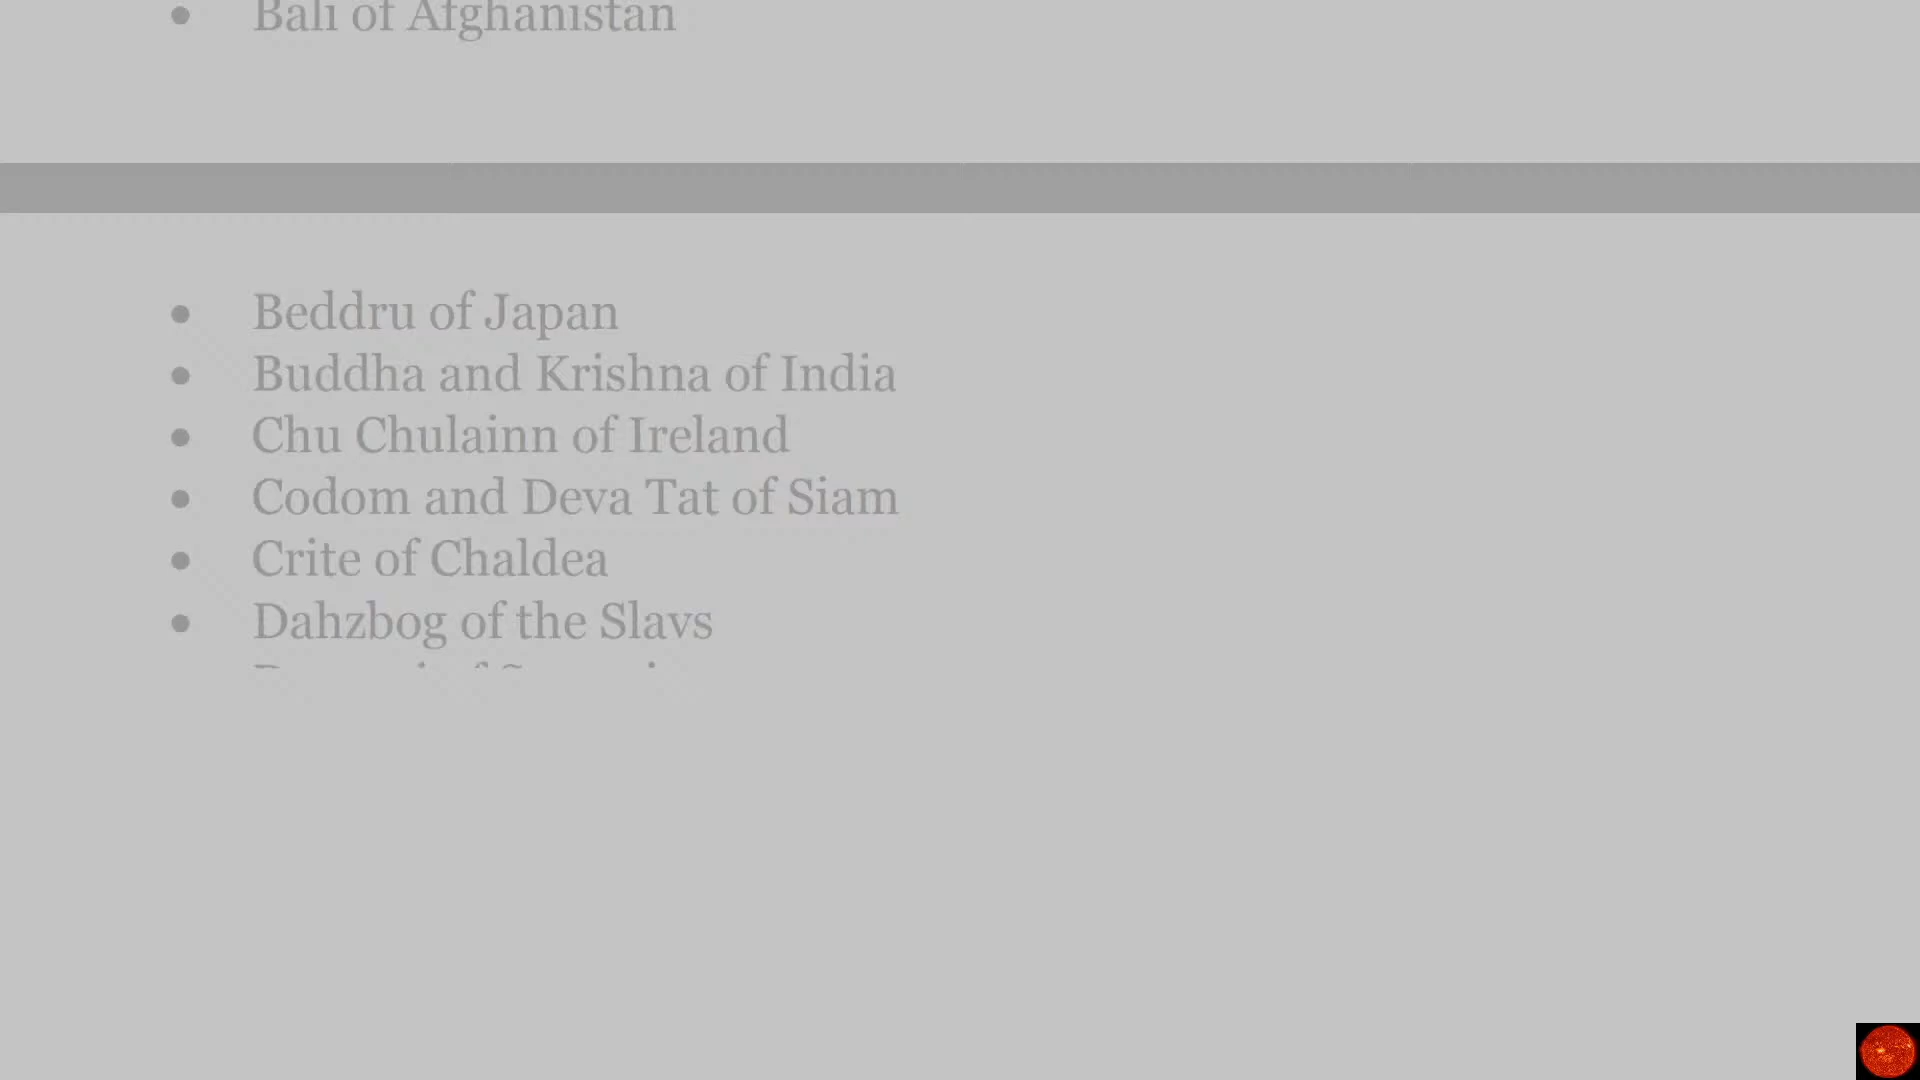 • Bali of Afghanistan
• Beddru of Japan
• Buddha and Krishna of India
• Chu Chulainn of Ireland
• Codom and Deva Tat of Siam
• Crite of Chaldea
• Dahzbog of the Slavs